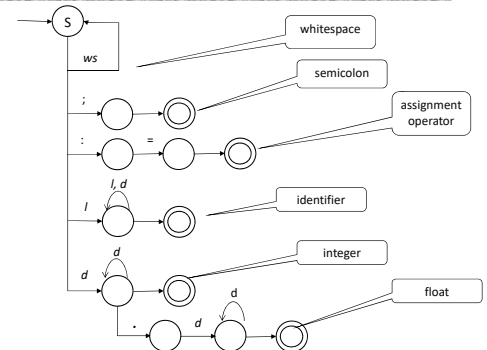 S
whitespace
ws
semicolon
;
assignment
operator
: =
l, d
l
identifier
d
integer
d
float
d
. d